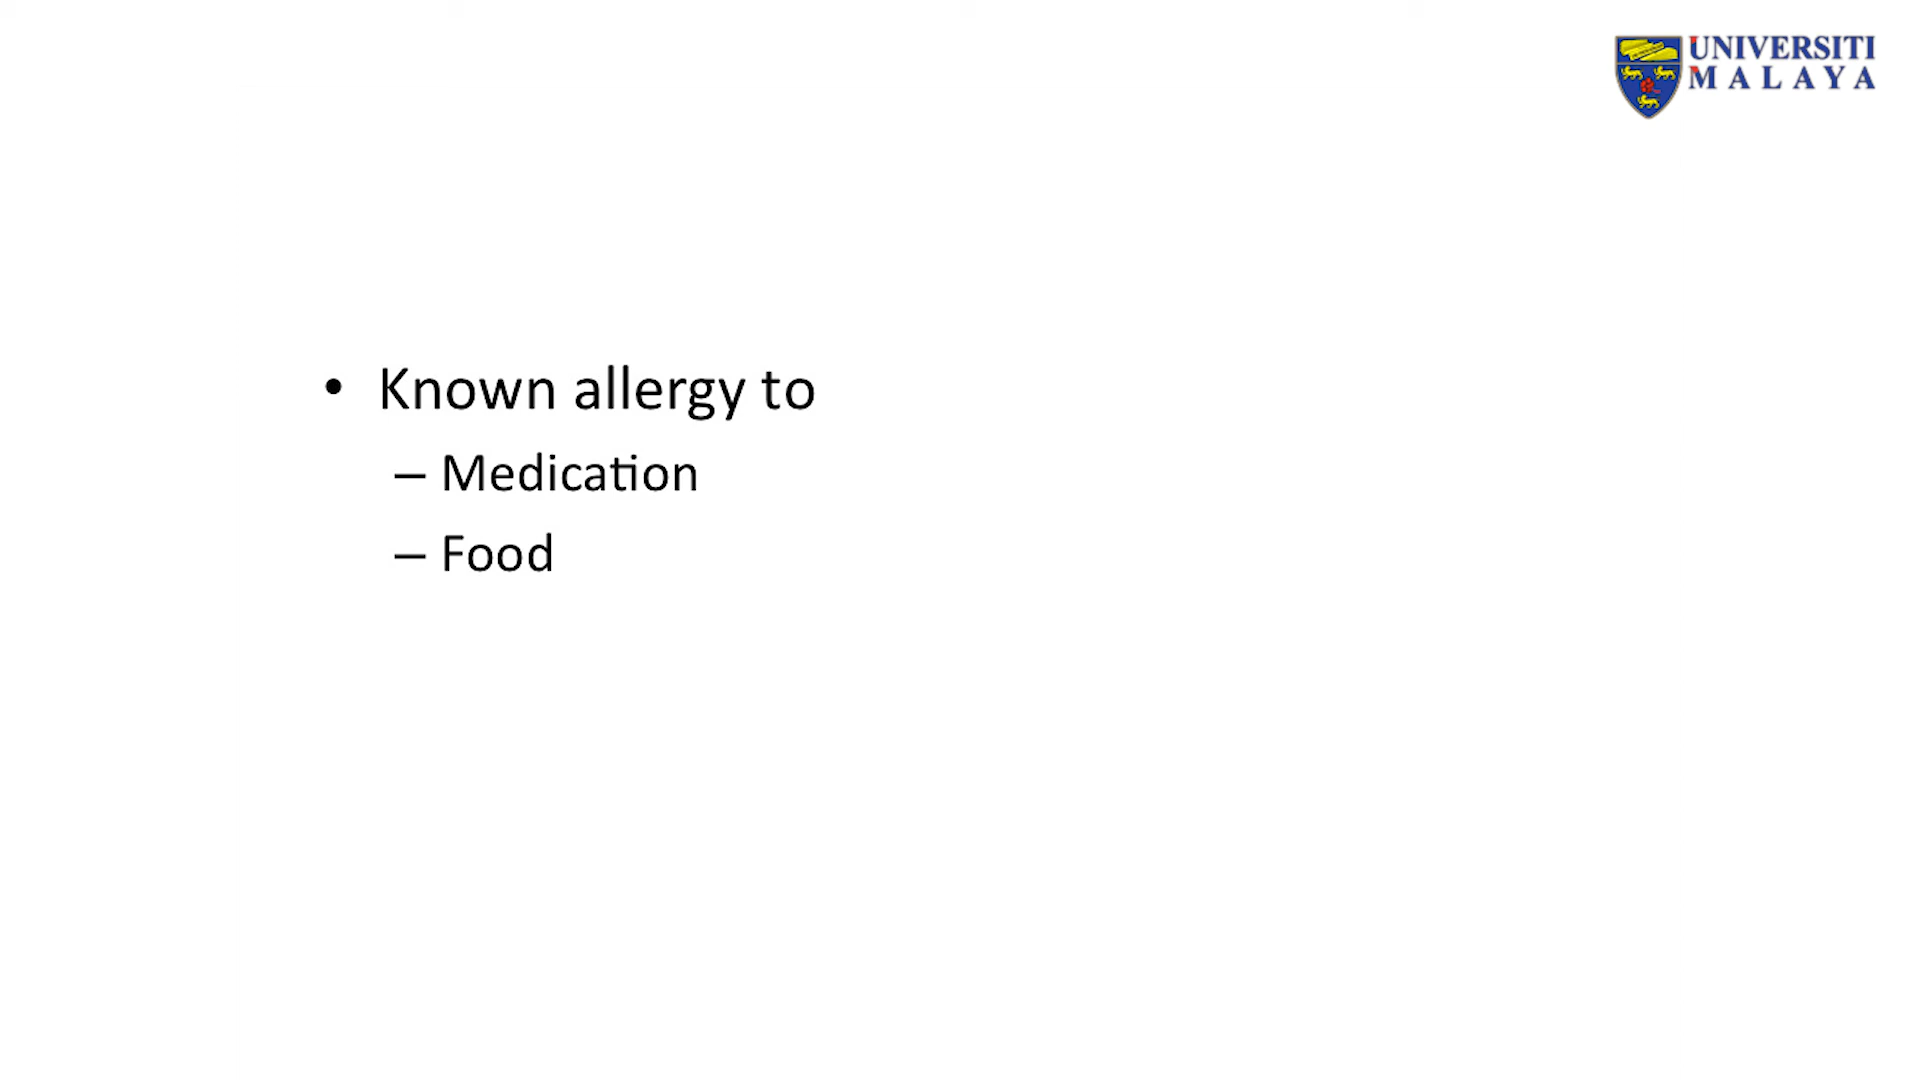 UNIVERSITI
MALAYA
• Known allergy to
– Medication
– Food